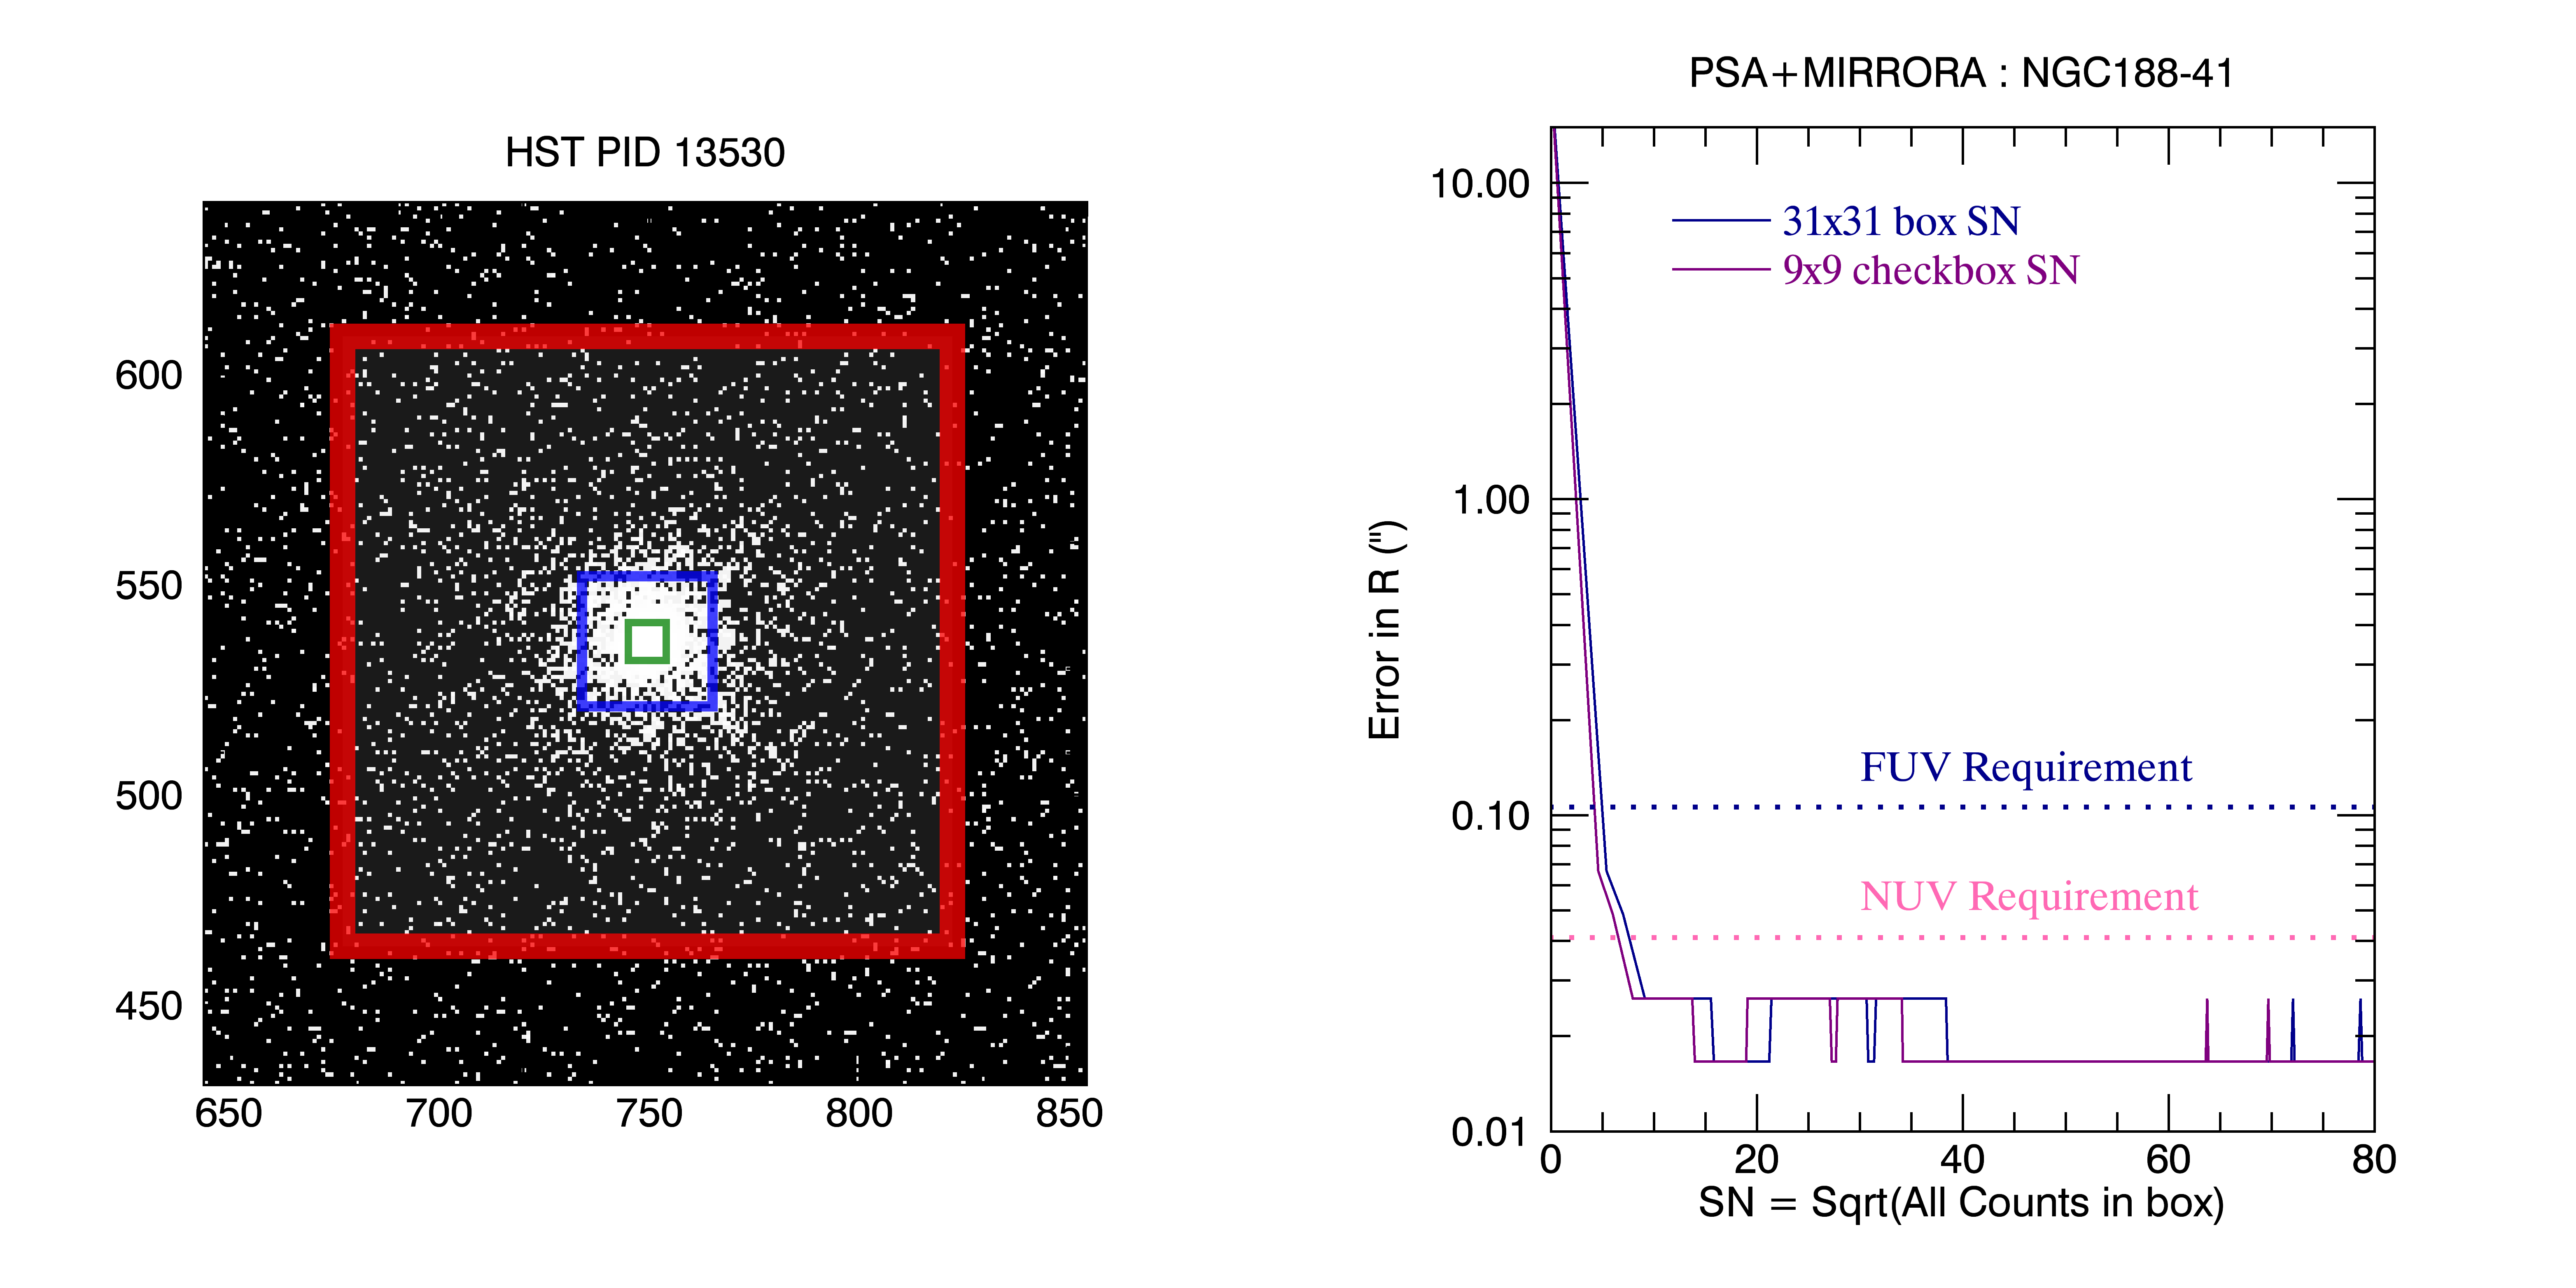 HST PID 13530
600
550
500
450
650 700 750 800 850
PSA+MIRRORA : NGC188-41
10.00
1.00
0.10
0.01
Error in R (")
31x31 box SN
9x9 checkbox SN
FUV Requirement
NUV Requirement
0 20 40 60 80
SN = Sqrt(All Counts in box)